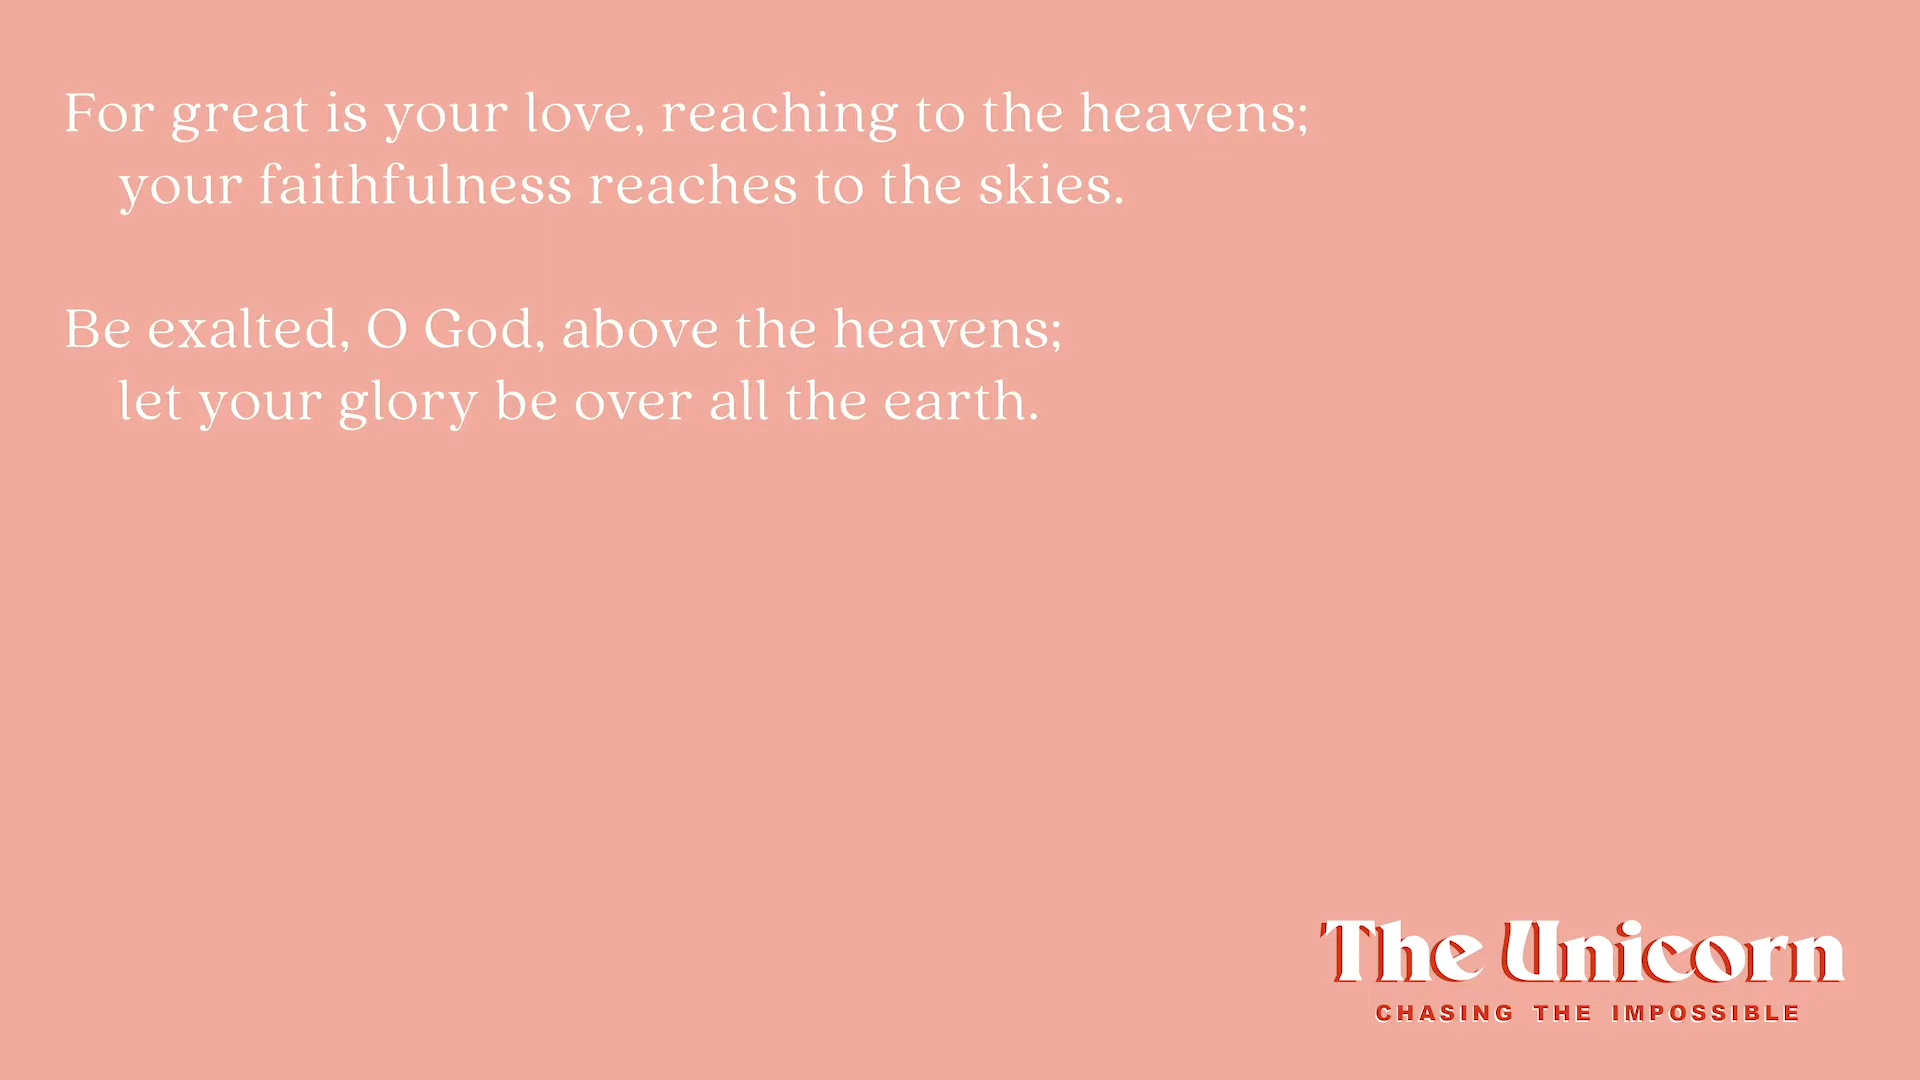 For great is your love, reaching to the heavens;
your faithfulness reaches to the skies.
Be exalted, O God, above the heavens;
let your glory be over all the earth.
The Unicorn
CHASING THE IMPOSSIBLE